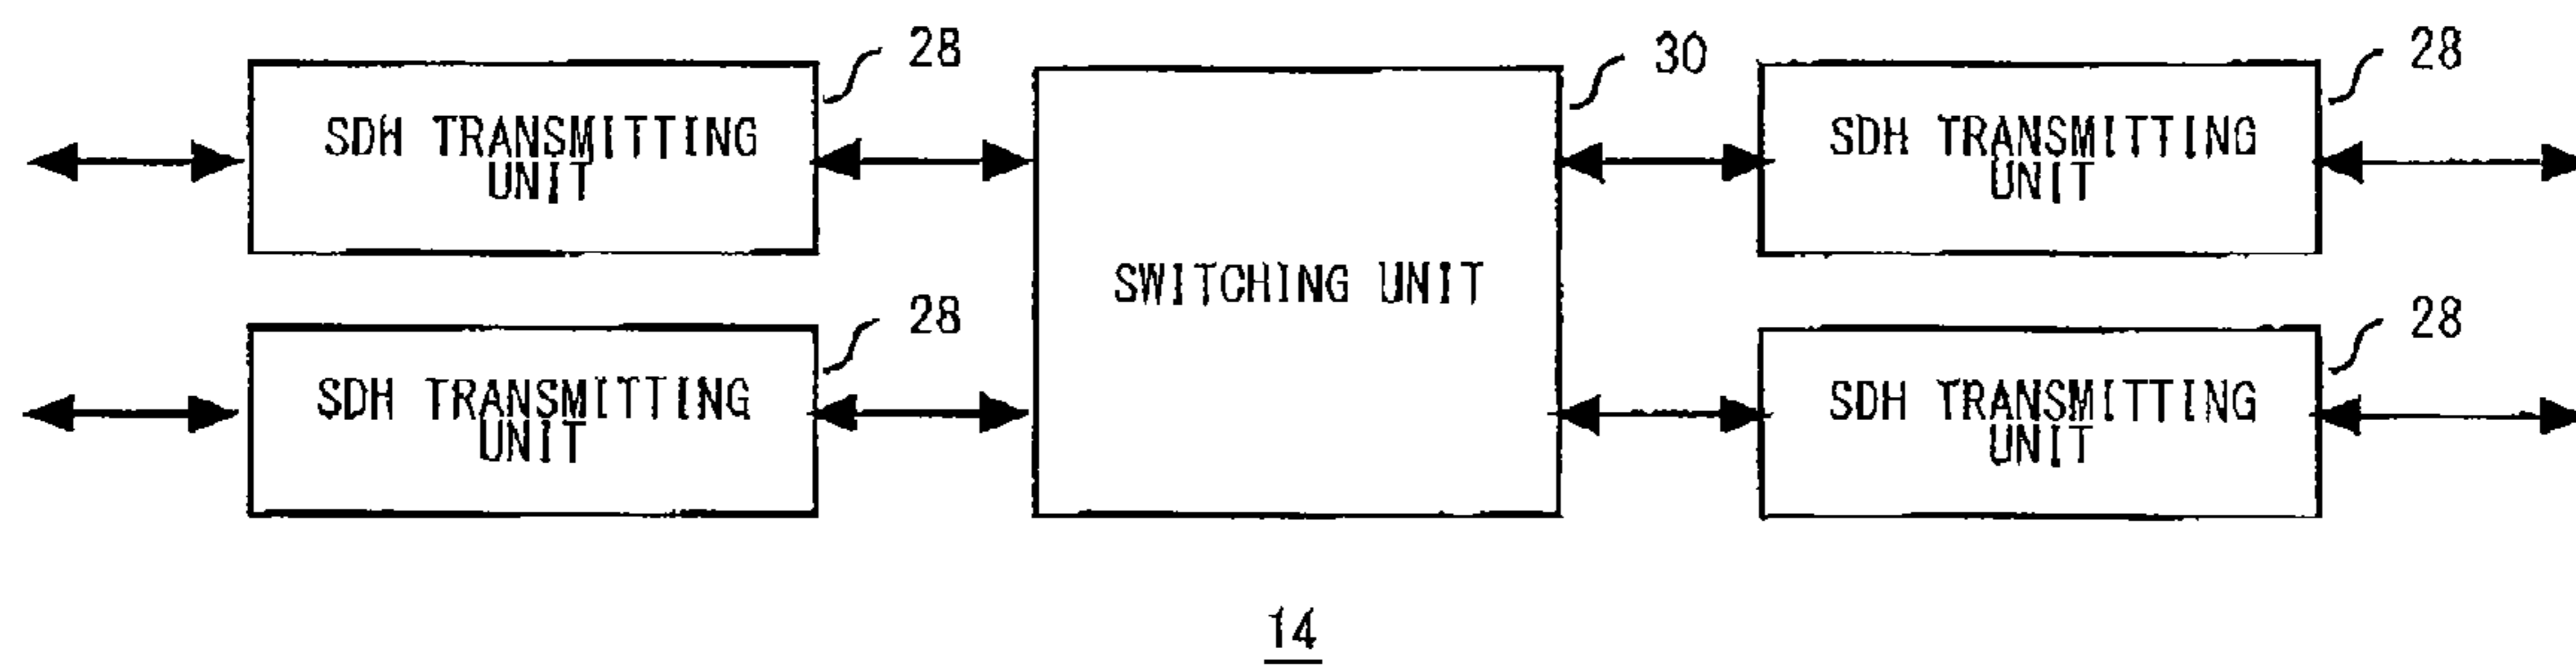 28
30
28
SDH TRANSMITTING
UNIT
SDH TRANSMITTING
UNIT
SWITCHING UNIT
28
28
SDH TRANSMITTING
UNIT
SDH TRANSMITTING
UNIT
14